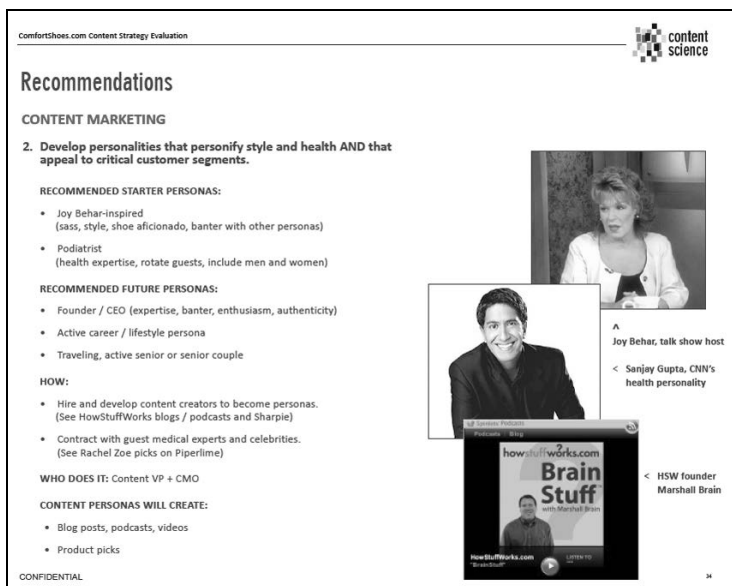 ComfortShoes.com Content Strategy Evaluation
content
science
Recommendations
CONTENT MARKETING
2. Develop personalities that personify style and health AND that
appeal to critical customer segments.
RECOMMENDED STARTER PERSONAS:
• Joy Behar-inspired
(sass, style, shoe aficionado, banter with other personas)
• Podiatrist
(health expertise, rotate guests, include men and women)
RECOMMENDED FUTURE PERSONAS:
• Founder / CEO (expertise, banter, enthusiasm, authenticity)
• Active career / lifestyle persona
• Traveling, active senior or senior couple
HOW:
• Hire and develop content creators to become personas.
(See HowStuffWorks blogs / podcasts and Sharpie)
• Contract with guest medical experts and celebrities.
(See Rachel Zoe picks on Piperlime)
WHO DOES IT: Content VP + CMO
CONTENT PERSONAS WILL CREATE:
• Blog posts, podcasts, videos
• Product picks
^
Joy Behar, talk show host
< Sanjay Gupta, CNN's
health personality
Podcasts Blog
howstuffworks.com
Brain
Stuff
with Marshall Brain
HowStuffWorks.com
"BrainStuff"
LISTEN TO
< HSW founder
Marshall Brain
CONFIDENTIAL
34